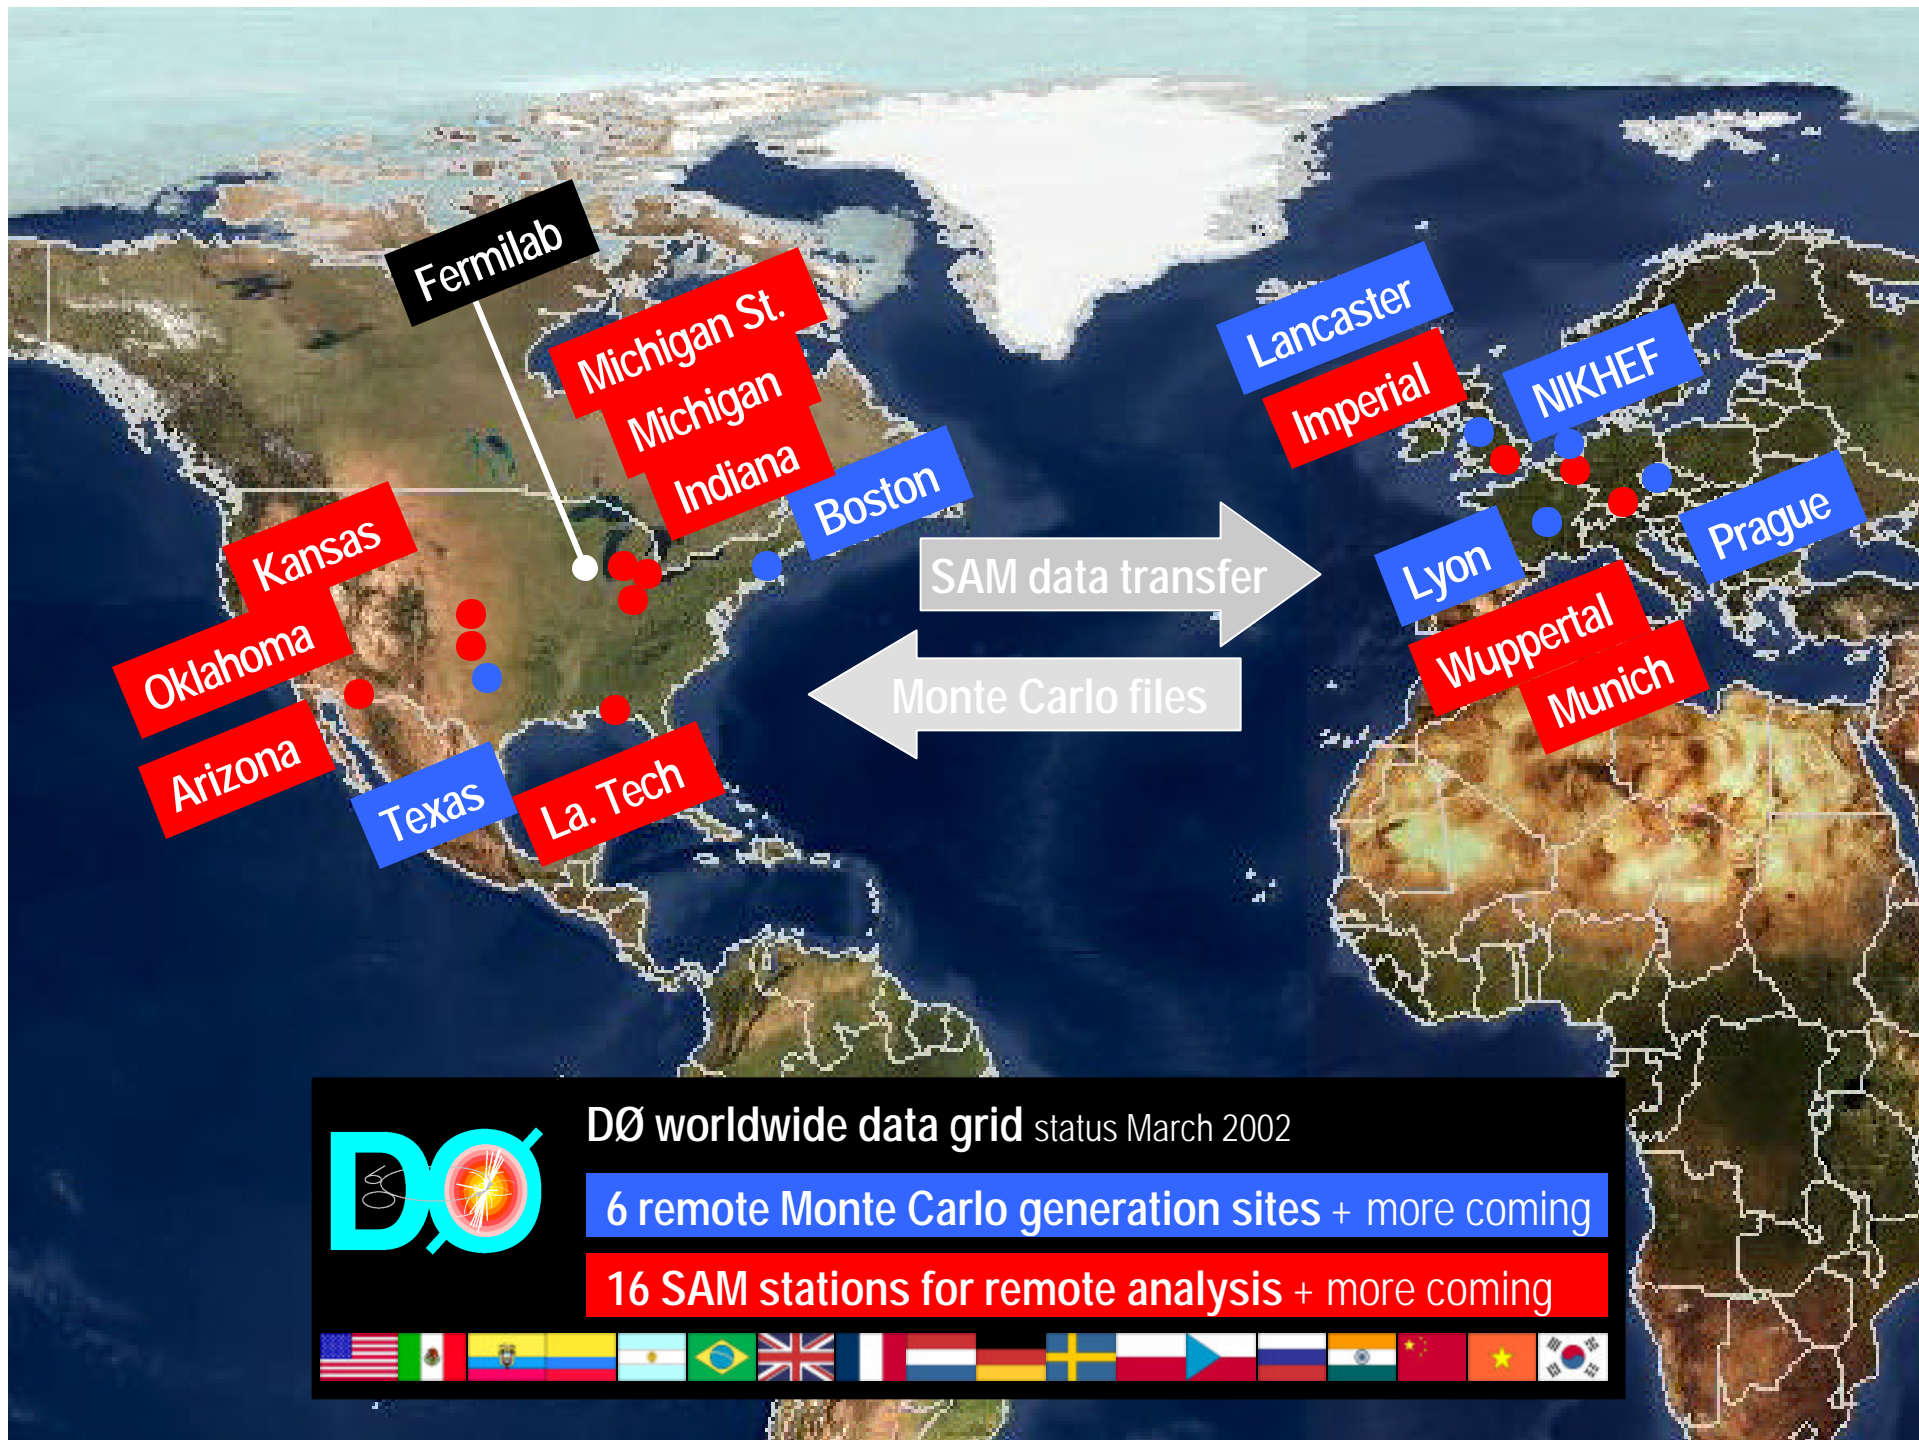 Fermilab
Michigan St.
Michigan
Indiana
Boston
Kansas
Oklahoma
Arizona
Texas
La. Tech
Lancaster
Imperial
NIKHEF
Prague
Lyon
Wuppertal
Munich
SAM data transfer
Monte Carlo files
DØ
DØ worldwide data grid status March 2002
6 remote Monte Carlo generation sites + more coming
16 SAM stations for remote analysis + more coming